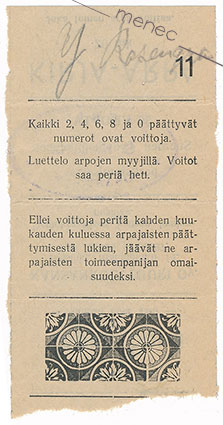 menec
Y. Rosengren
11
Kaikki 2, 4, 6, 8 ja 0 päättyvät
numerot ovat voittoja.
Luettelo arpojen myyjillä. Voitot
saa periä heti.
Ellei voittoja peritä kahden kuu-
kauden kuluessa arpajaisten päät-
tymisestä lukien, jäävät ne ar-
pajaisten toimeenpanijan omai-
suudeksi.